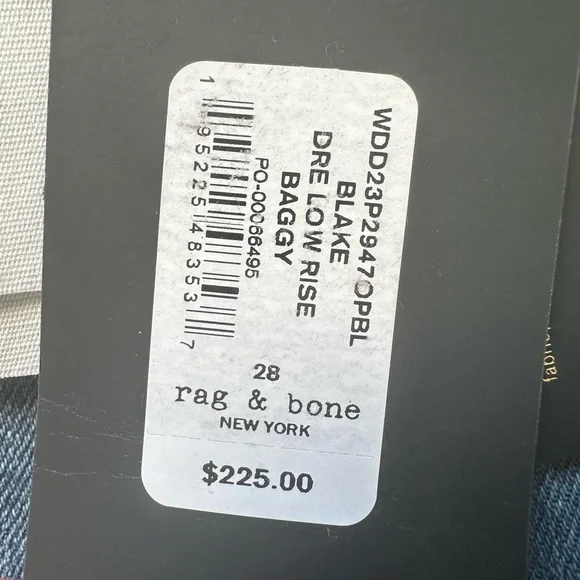 WDD23P2947OPBL
BLAKE
DRE LOW RISE
BAGGY
PO-00066495
1 95225 48353 7
28
rag & bone
NEW YORK
$225.00